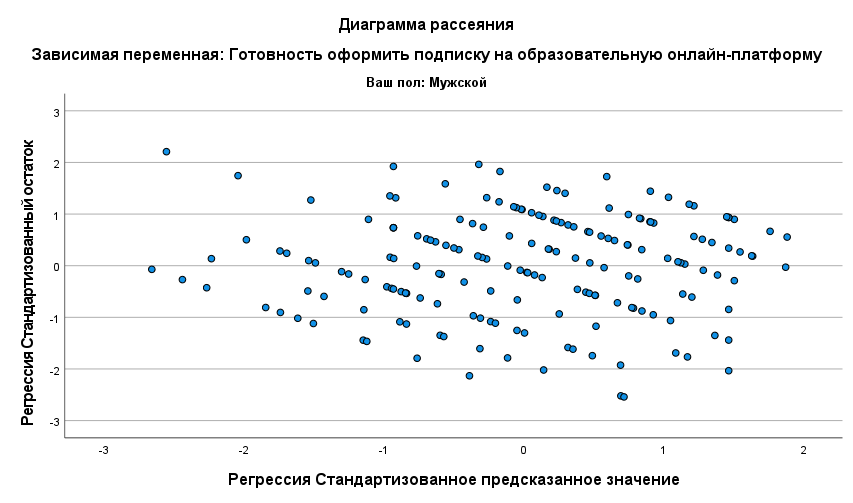 Диаграмма рассеяния
Зависимая переменная: Готовность оформить подписку на образовательную онлайн-платформу
Ваш пол: Мужской
Регрессия Стандартизованный остаток
3
2
1
0
-1
-2
-3
-3 -2 -1 0 1 2
Регрессия Стандартизованное предсказанное значение